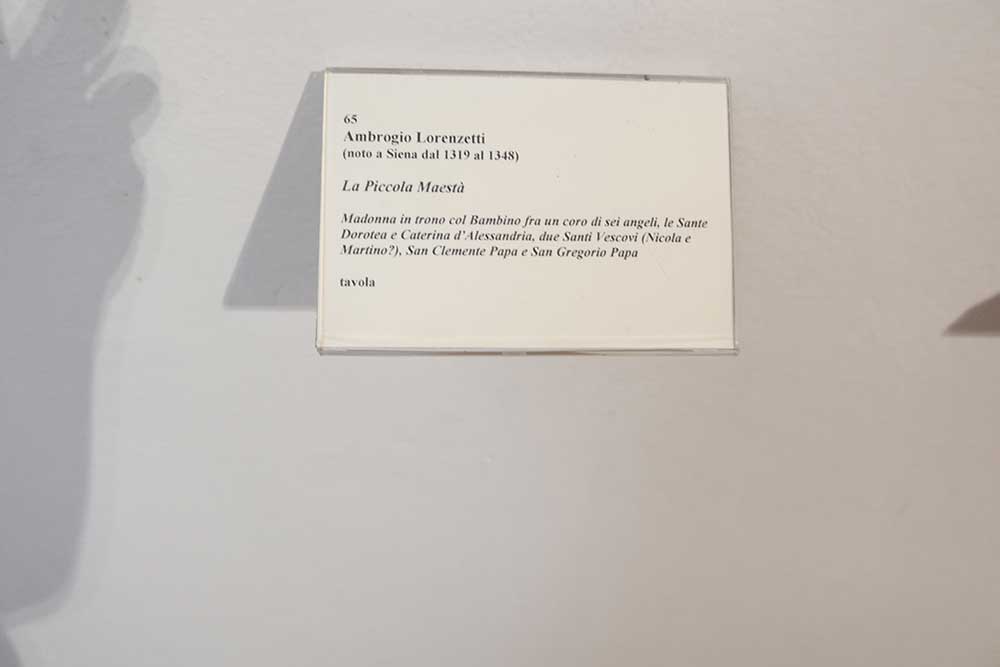 65
Ambrogio Lorenzetti
(noto a Siena dal 1319 al 1348)
La Piccola Maestà
Madonna in trono col Bambino fra un coro di sei angeli, le Sante
Dorotea e Caterina d'Alessandria, due Santi Vescovi (Nicola e
Martino?), San Clemente Papa e San Gregorio Papa
tavola